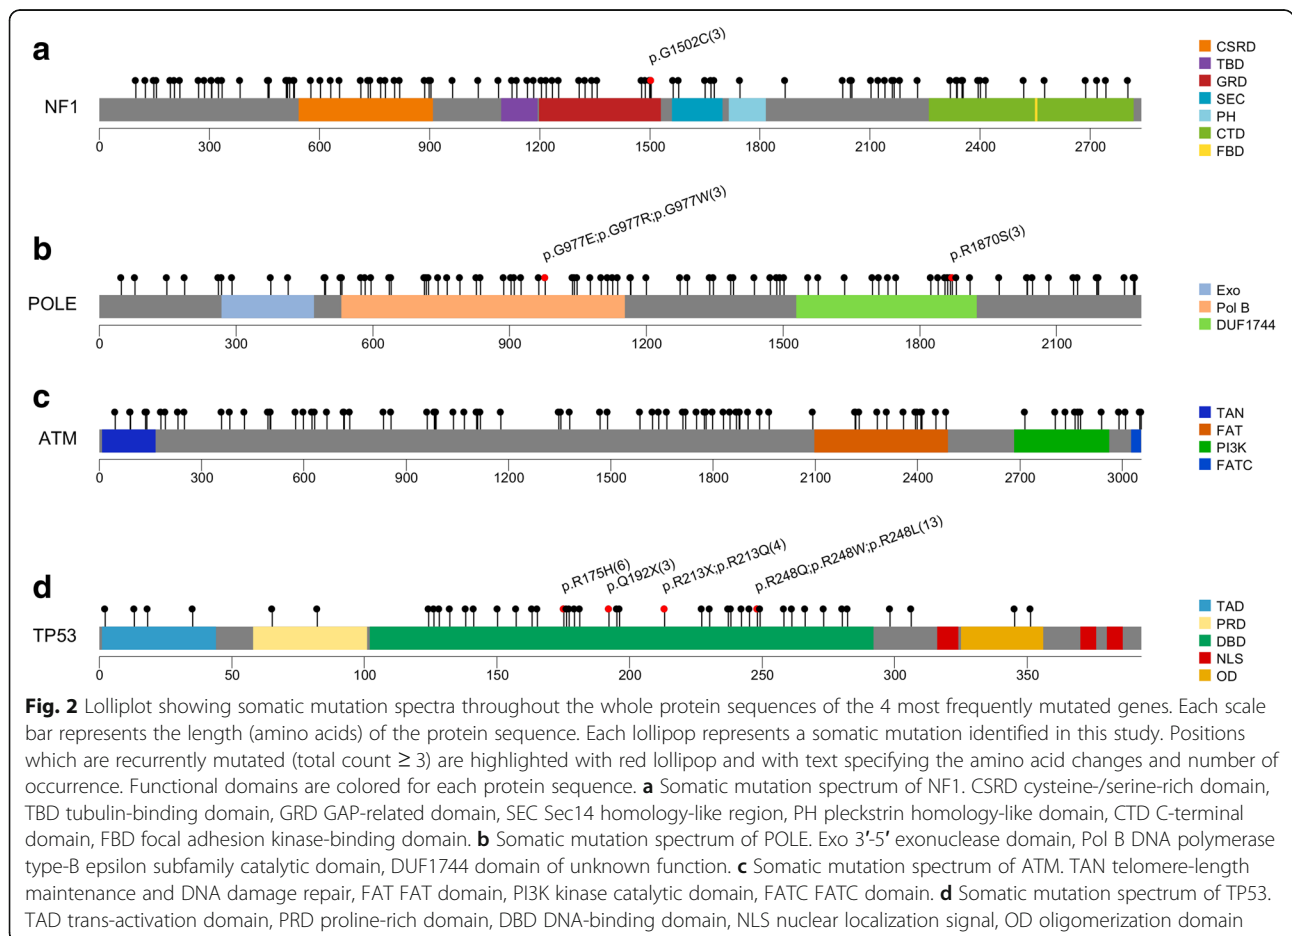 a
p.G1502C(3)
NF1
CSRD
TBD
GRD
SEC
PH
CTD
FBD
0 300 600 900 1200 1500 1800 2100 2400 2700
b
p.G977E;p.G977R;p.G977W(3)
p.R1870S(3)
POLE
Exo
Pol B
DUF1744
0 300 600 900 1200 1500 1800 2100
c
ATM
TAN
FAT
PI3K
FATC
0 300 600 900 1200 1500 1800 2100 2400 2700 3000
d
p.R175H(6)
p.Q192X(3)
p.R213X;p.R213Q(4)
p.R248Q;p.R248W;p.R248L(13)
TP53
TAD
PRD
DBD
NLS
OD
0 50 100 150 200 250 300 350
Fig. 2 Lolliplot showing somatic mutation spectra throughout the whole protein sequences of the 4 most frequently mutated genes. Each scale
bar represents the length (amino acids) of the protein sequence. Each lollipop represents a somatic mutation identified in this study. Positions
which are recurrently mutated (total count ≥ 3) are highlighted with red lollipop and with text specifying the amino acid changes and number of
occurrence. Functional domains are colored for each protein sequence. a Somatic mutation spectrum of NF1. CSRD cysteine-/serine-rich domain,
TBD tubulin-binding domain, GRD GAP-related domain, SEC Sec14 homology-like region, PH pleckstrin homology-like domain, CTD C-terminal
domain, FBD focal adhesion kinase-binding domain. b Somatic mutation spectrum of POLE. Exo 3′-5′ exonuclease domain, Pol B DNA polymerase
type-B epsilon subfamily catalytic domain, DUF1744 domain of unknown function. c Somatic mutation spectrum of ATM. TAN telomere-length
maintenance and DNA damage repair, FAT FAT domain, PI3K kinase catalytic domain, FATC FATC domain. d Somatic mutation spectrum of TP53.
TAD trans-activation domain, PRD proline-rich domain, DBD DNA-binding domain, NLS nuclear localization signal, OD oligomerization domain